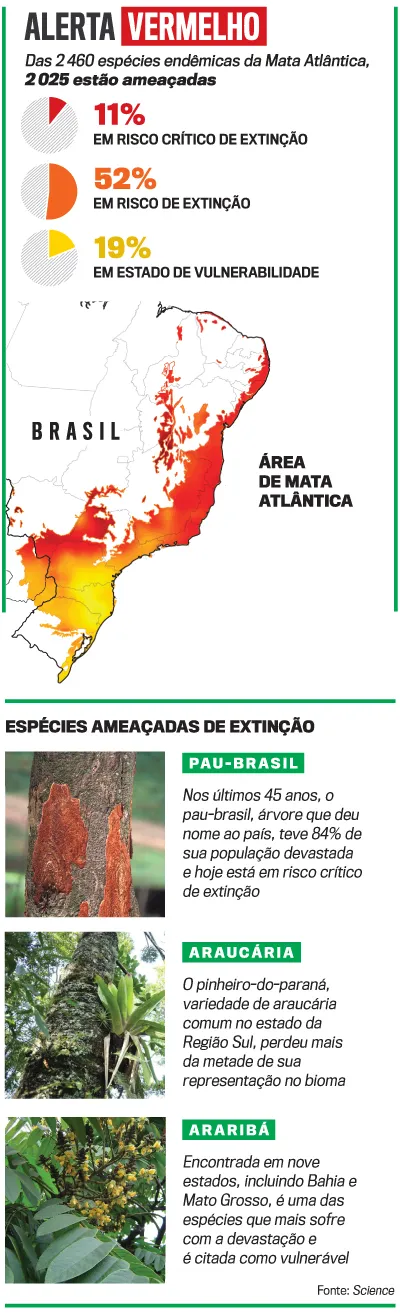 ALERTA VERMELHO
Das 2 460 espécies endêmicas da Mata Atlântica,
2 025 estão ameaçadas
11%
EM RISCO CRÍTICO DE EXTINÇÃO
52%
EM RISCO DE EXTINÇÃO
19%
EM ESTADO DE VULNERABILIDADE
BRASIL
ÁREA
DE MATA
ATLÂNTICA
ESPÉCIES AMEAÇADAS DE EXTINÇÃO
PAU-BRASIL
Nos últimos 45 anos, o
pau-brasil, árvore que deu
nome ao país, teve 84% de
sua população devastada
e hoje está em risco crítico
de extinção
ARAUCÁRIA
O pinheiro-do-paraná,
variedade de araucária
comum no estado da
Região Sul, perdeu mais
da metade de sua
representação no bioma
ARARIBÁ
Encontrada em nove
estados, incluindo Bahia e
Mato Grosso, é uma das
espécies que mais sofre
com a devastação e
é citada como vulnerável
Fonte: Science